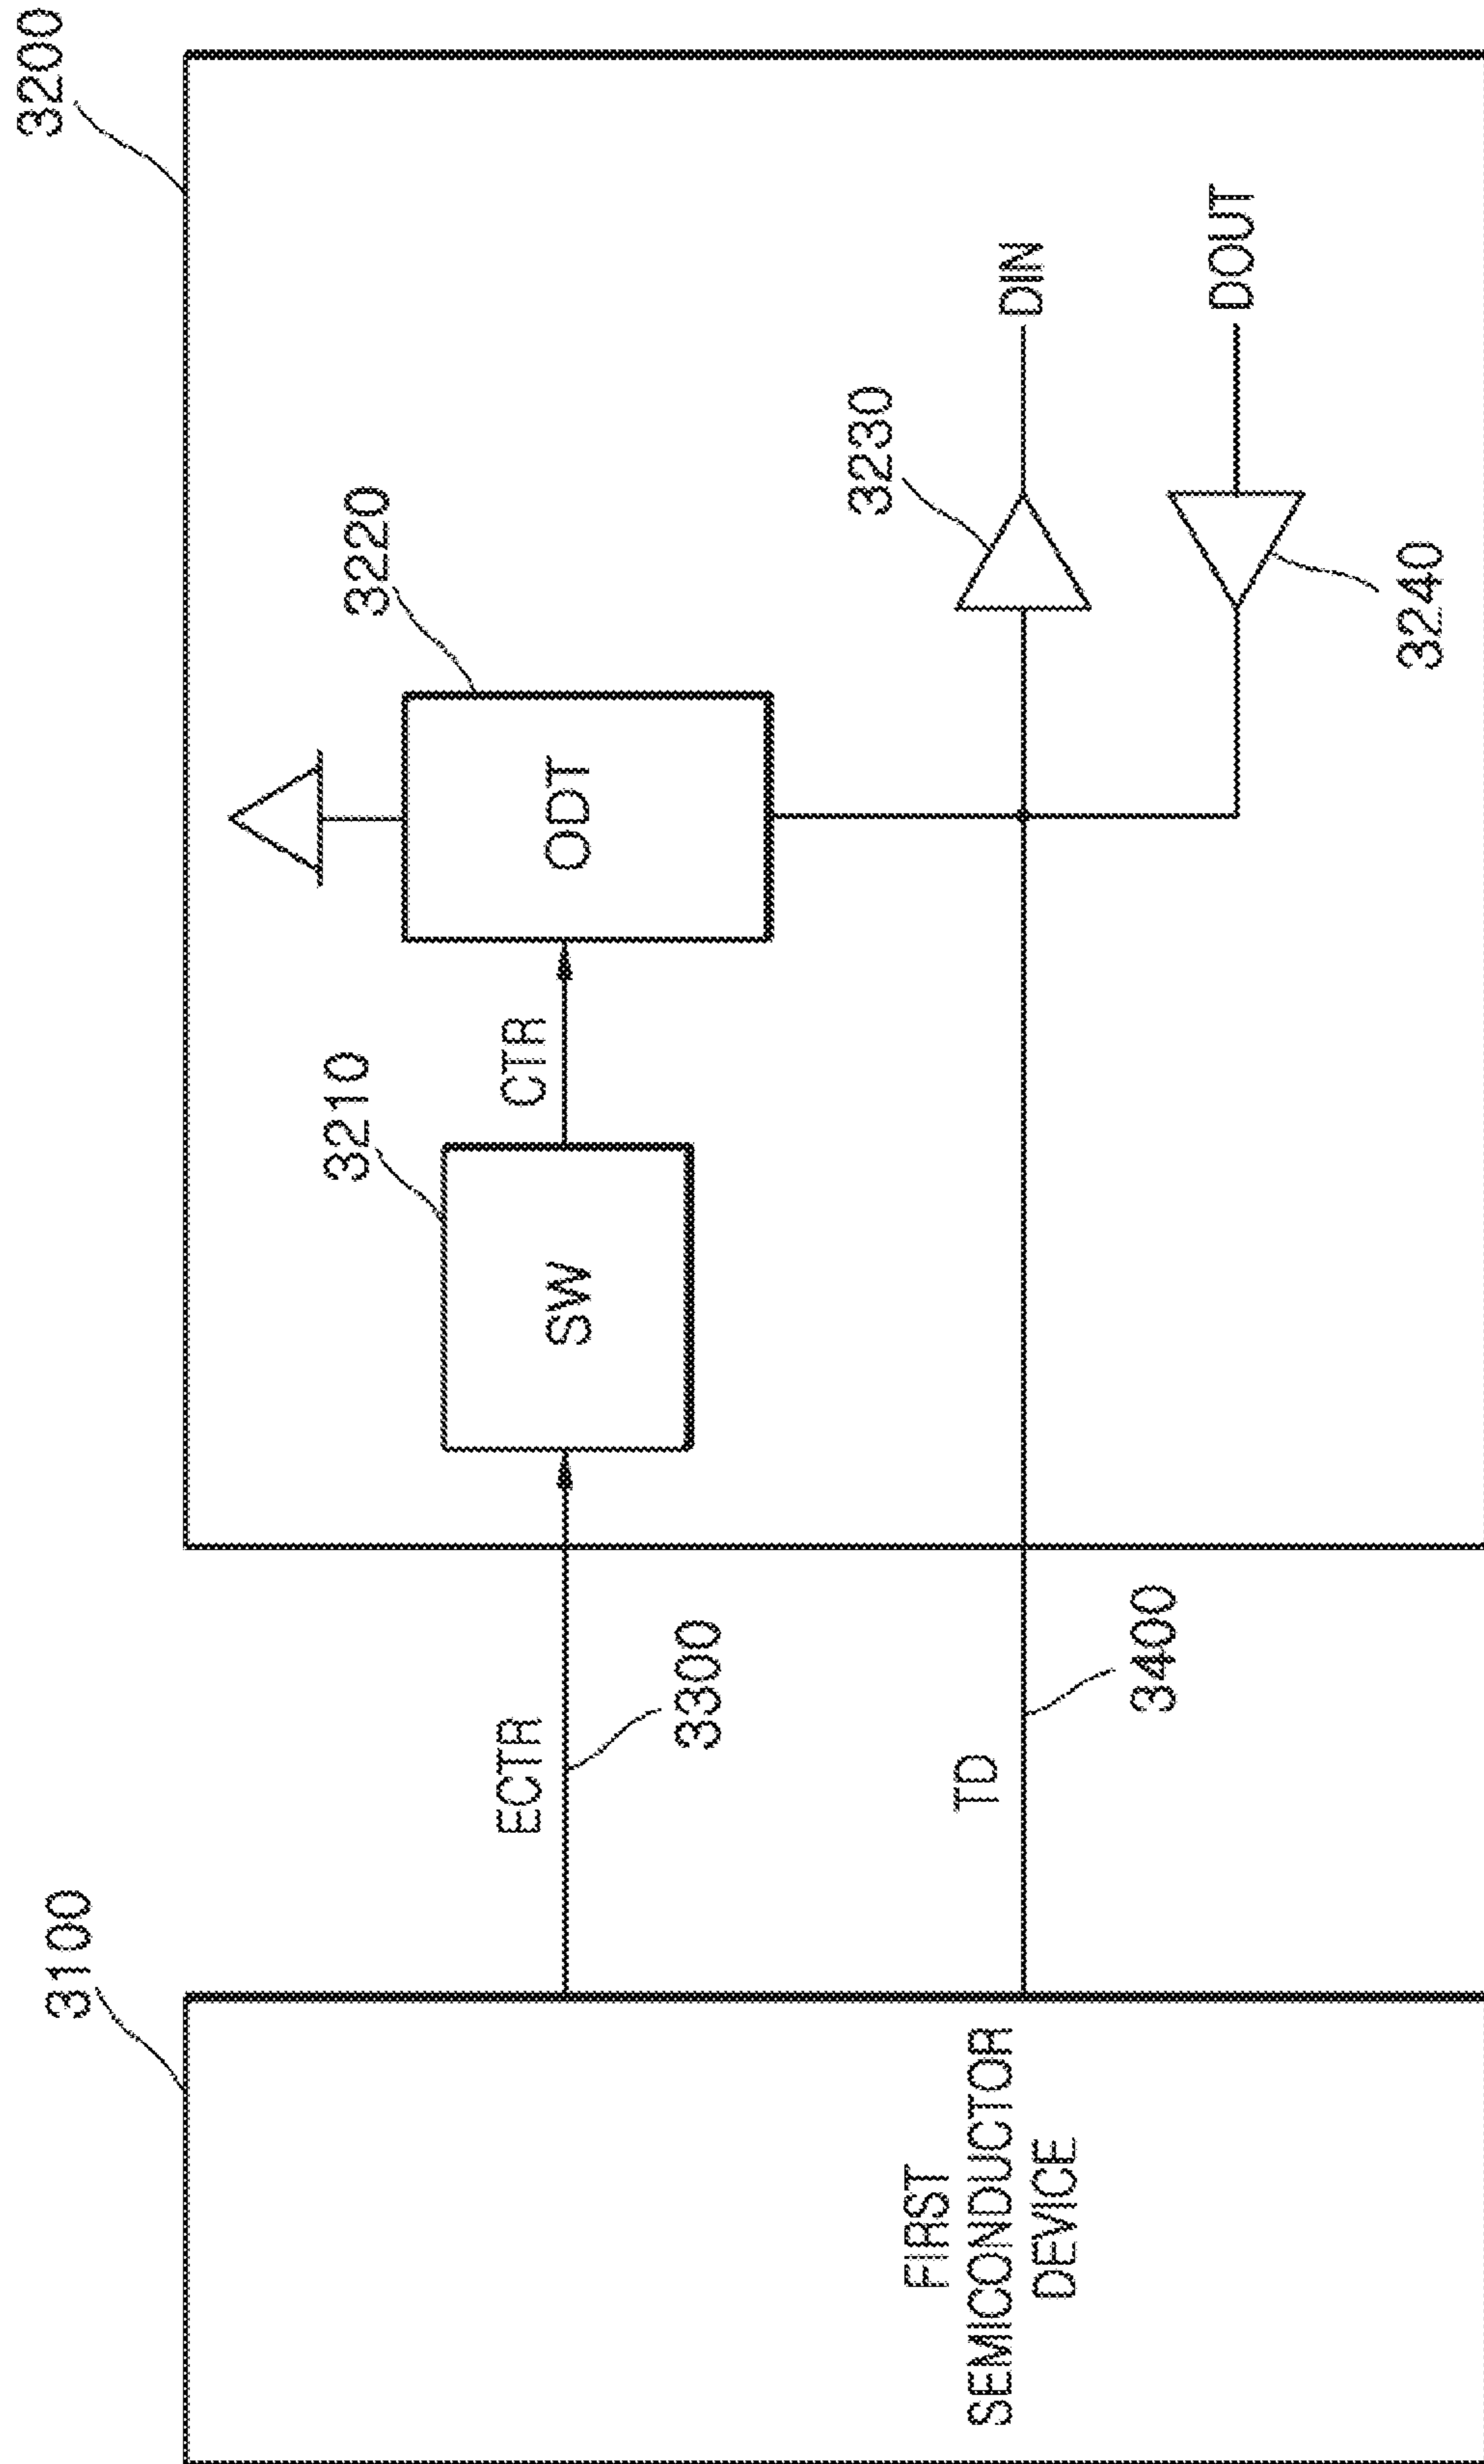 3100
3200
3210
3220
ECTR
CTR
SW
ODT
3300
3230
FIRST
SEMICONDUCTOR
DEVICE
TD
DIN
3400
DOUT
3240